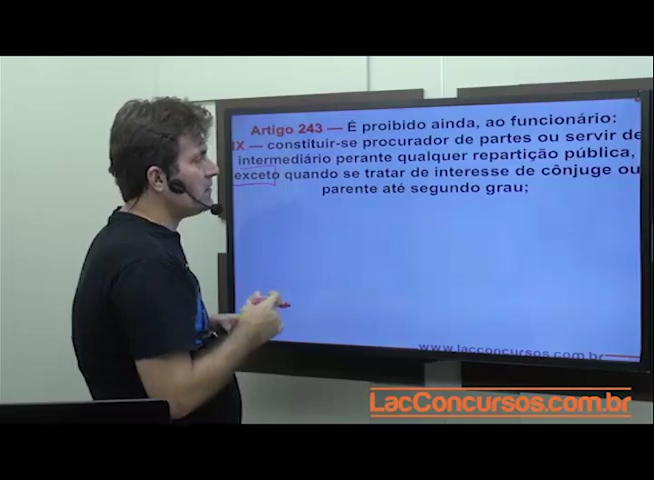 Artigo 243 — É proibido ainda, ao funcionário:
IX — constituir-se procurador de partes ou servir de
intermediário perante qualquer repartição pública,
exceto quando se tratar de interesse de cônjuge ou
parente até segundo grau;
www.lacconcursos.com.br
LacConcursos.com.br